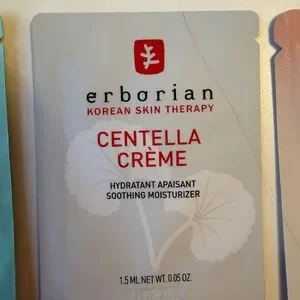 erborian
KOREAN SKIN THERAPY
CENTELLA
CRÈME
HYDRATANT APAISANT
SOOTHING MOISTURIZER
1.5 ML NET WT. 0.05 OZ.